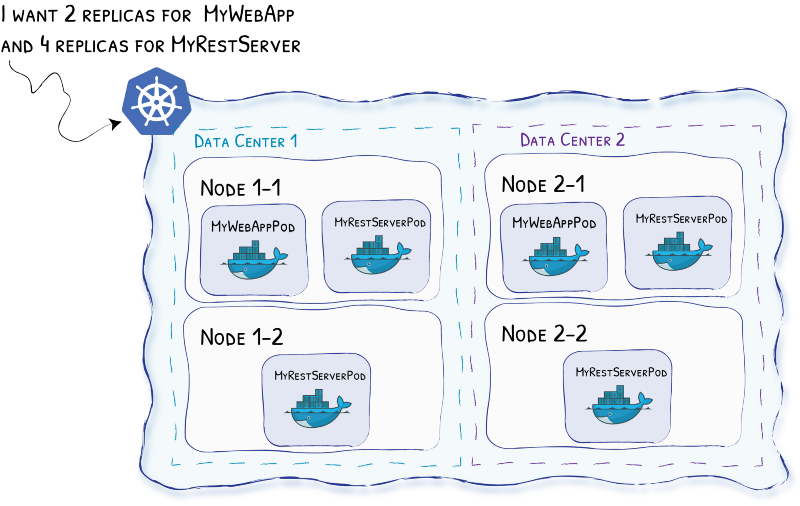 I want 2 replicas for MyWebApp
and 4 replicas for MyRestServer
Data Center 1
Data Center 2
Node 1-1
MyWebAppPod
MyRestServerPod
Node 2-1
MyWebAppPod
MyRestServerPod
Node 1-2
MyRestServerPod
Node 2-2
MyRestServerPod